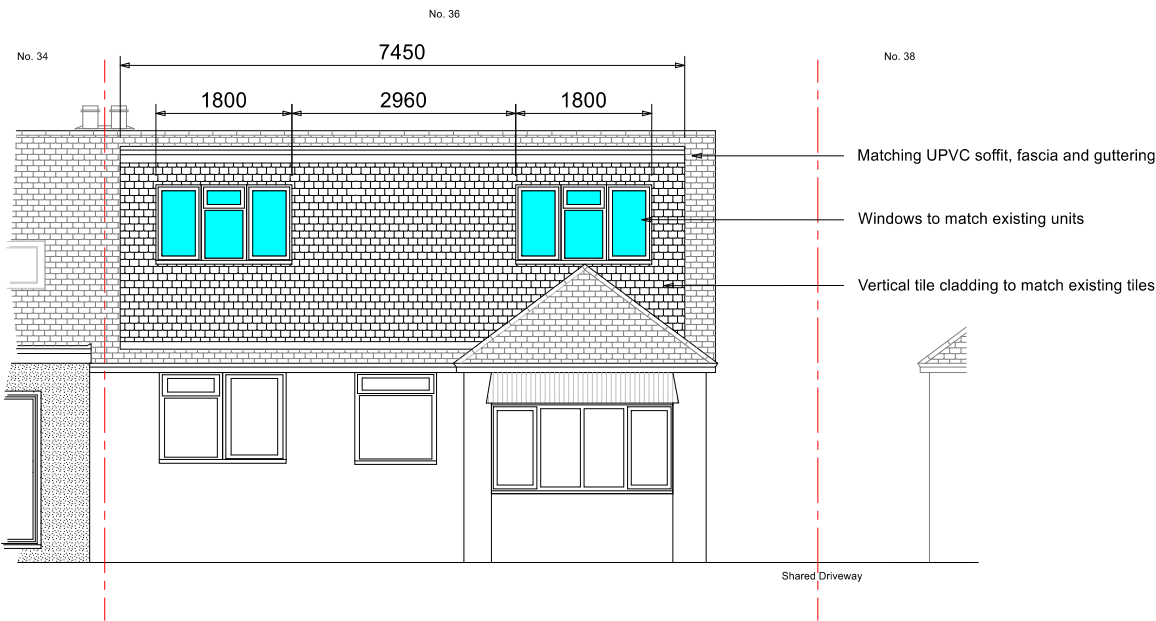 No. 36
No. 34
No. 38
7450
1800
2960
1800
Matching UPVC soffit, fascia and guttering
Windows to match existing units
Vertical tile cladding to match existing tiles
Shared Driveway